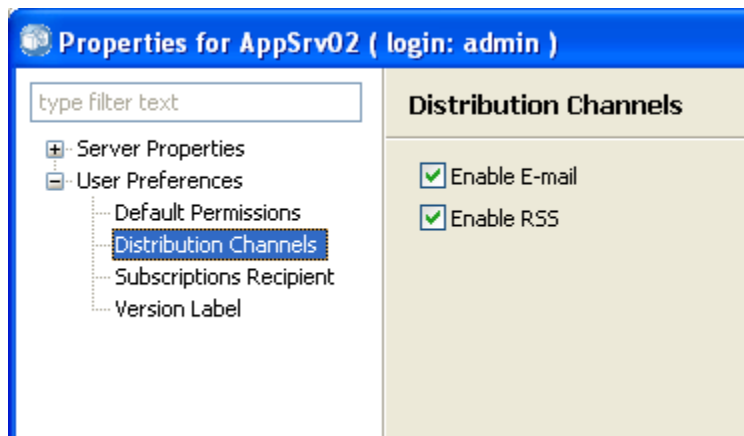 Properties for AppSrv02 ( login: admin )
type filter text
Distribution Channels
Server Properties
User Preferences
Default Permissions
Distribution Channels
Subscriptions Recipient
Version Label
Enable E-mail
Enable RSS